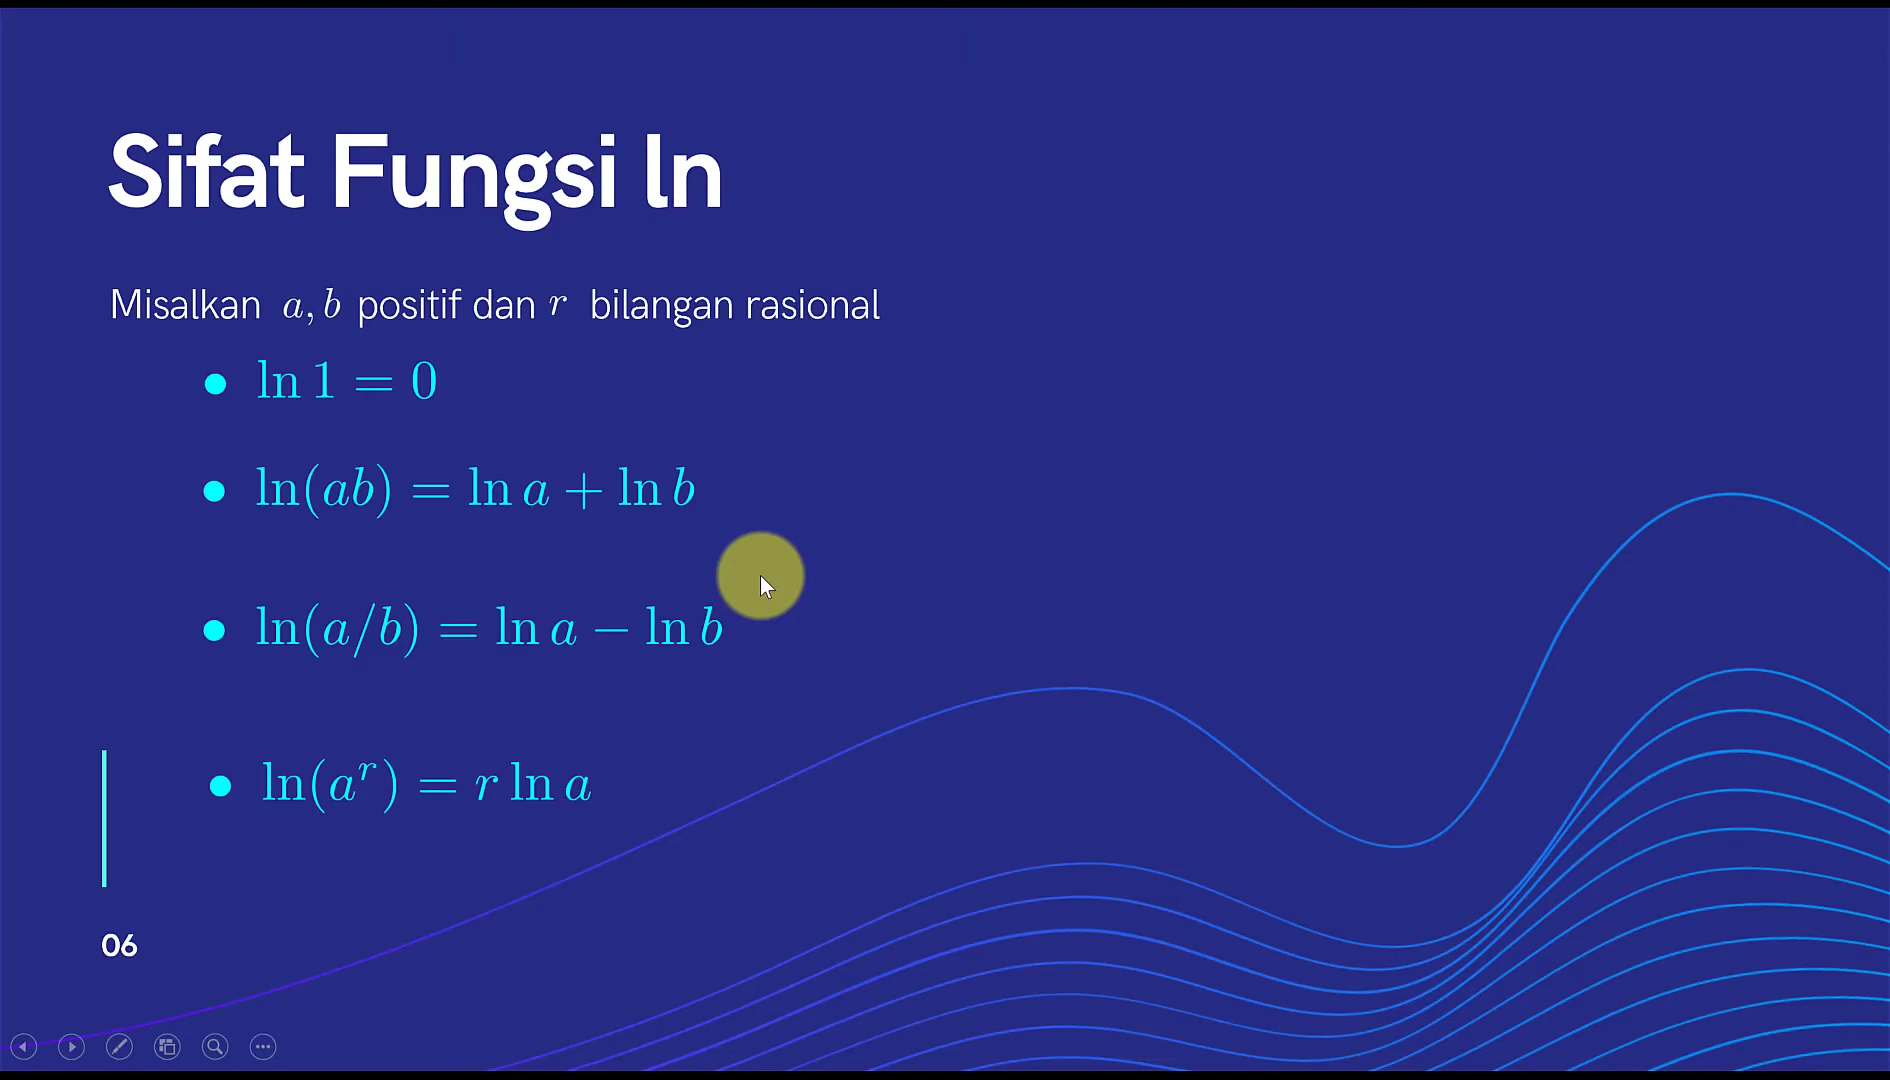 Sifat Fungsi ln
Misalkan a, b positif dan r bilangan rasional
• ln 1 = 0
• ln(ab) = ln a + ln b
• ln(a/b) = ln a − ln b
• ln(aʳ) = r ln a
06